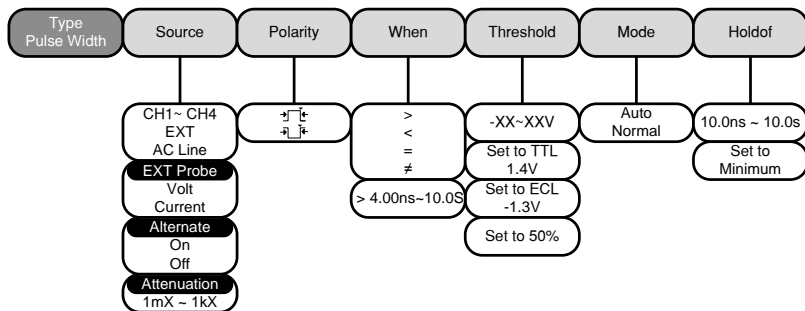 Type
Pulse Width
Source
Polarity
When
Threshold
Mode
Holdof
CH1~ CH4
EXT
AC Line
EXT Probe
Volt
Current
Alternate
On
Off
Attenuation
1mX ~ 1kX
>
<
=
≠
> 4.00ns~10.0S
-XX~XXV
Set to TTL
1.4V
Set to ECL
-1.3V
Set to 50%
Auto
Normal
10.0ns ~ 10.0s
Set to
Minimum